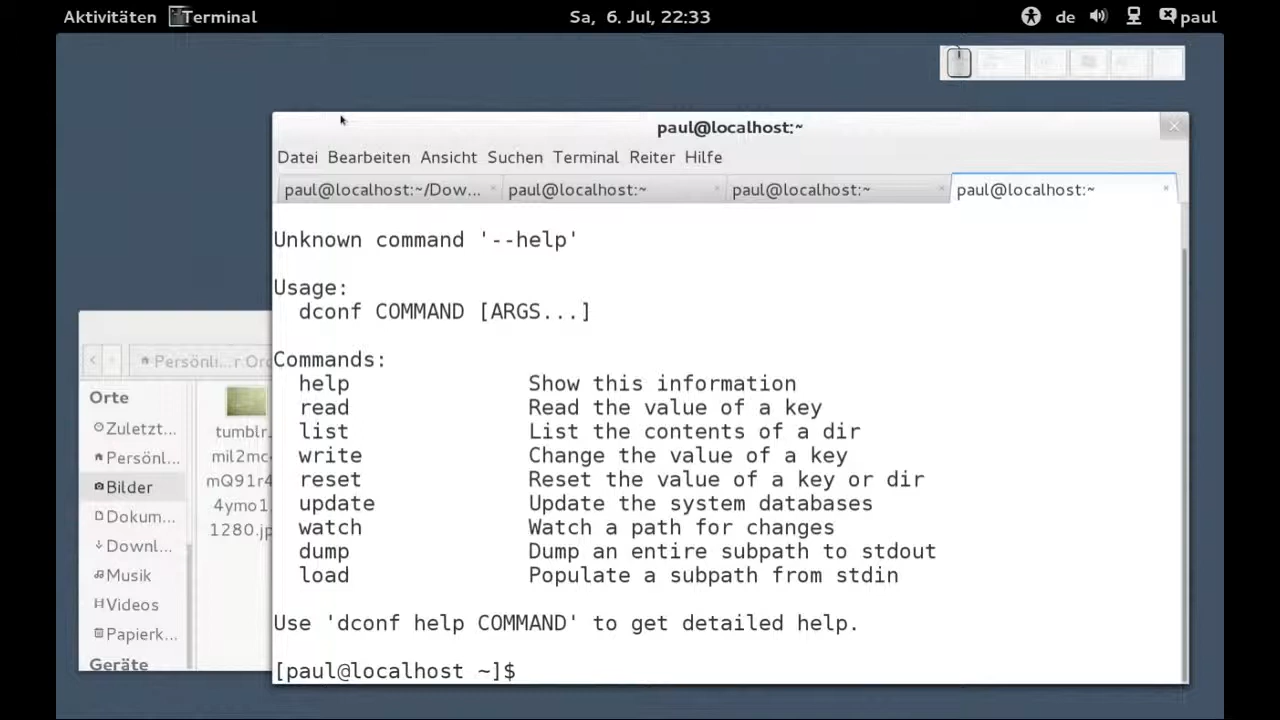 Aktivitäten Terminal Sa, 6. Jul, 22:33 de paul
paul@localhost:~
Datei Bearbeiten Ansicht Suchen Terminal Reiter Hilfe
paul@localhost:~/Dow... paul@localhost:~ paul@localhost:~ paul@localhost:~
Unknown command '--help'
Usage:
dconf COMMAND [ARGS...]
Commands:
help Show this information
read Read the value of a key
list List the contents of a dir
write Change the value of a key
reset Reset the value of a key or dir
update Update the system databases
watch Watch a path for changes
dump Dump an entire subpath to stdout
load Populate a subpath from stdin
Use 'dconf help COMMAND' to get detailed help.
[paul@localhost ~]$
Persönli...r Or
Orte
Zuletzt...
Persönl...
Bilder
Dokum...
Downl...
Musik
Videos
Papierk...
Geräte
tumblr
mil2mc
mQ91r4
4ymo1
1280.jp